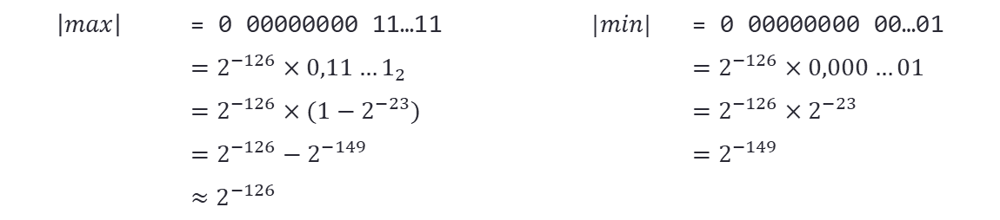 |max| = 0 00000000 11…11
= 2⁻¹²⁶ × 0,11 … 1₂
= 2⁻¹²⁶ × (1 − 2⁻²³)
= 2⁻¹²⁶ − 2⁻¹⁴⁹
≈ 2⁻¹²⁶
|min| = 0 00000000 00…01
= 2⁻¹²⁶ × 0,000 … 01
= 2⁻¹²⁶ × 2⁻²³
= 2⁻¹⁴⁹